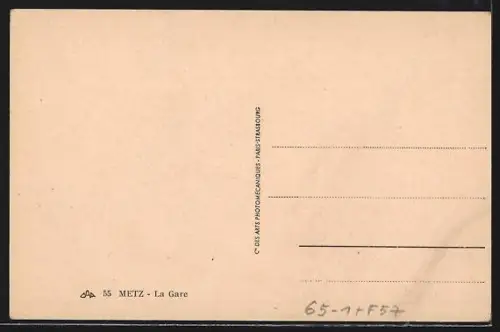 Cie DES ARTS PHOTOMÉCANIQUES - PARIS-STRASBOURG
55 METZ - La Gare
65-1+F57